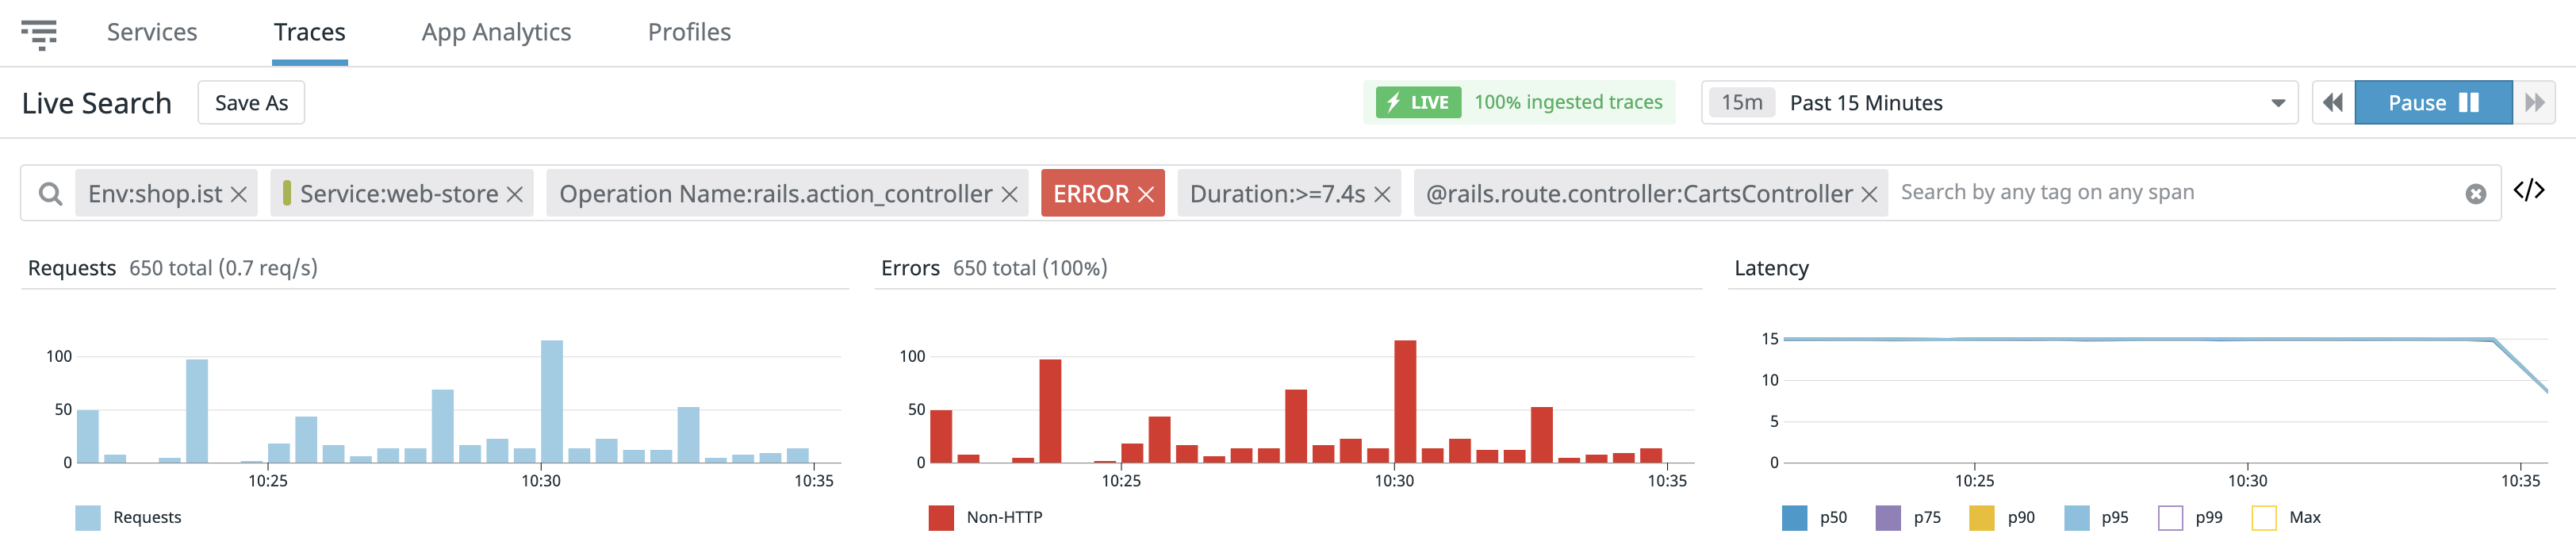 Services Traces App Analytics Profiles
Live Search Save As LIVE 100% ingested traces 15m Past 15 Minutes Pause
Env:shop.ist Service:web-store Operation Name:rails.action_controller ERROR Duration:>=7.4s @rails.route.controller:CartsController Search by any tag on any span </>
Requests 650 total (0.7 req/s)
100
50
0
10:25 10:30 10:35
Requests
Errors 650 total (100%)
100
50
0
10:25 10:30 10:35
Non-HTTP
Latency
15
10
5
0
10:25 10:30 10:35
p50 p75 p90 p95 p99 Max